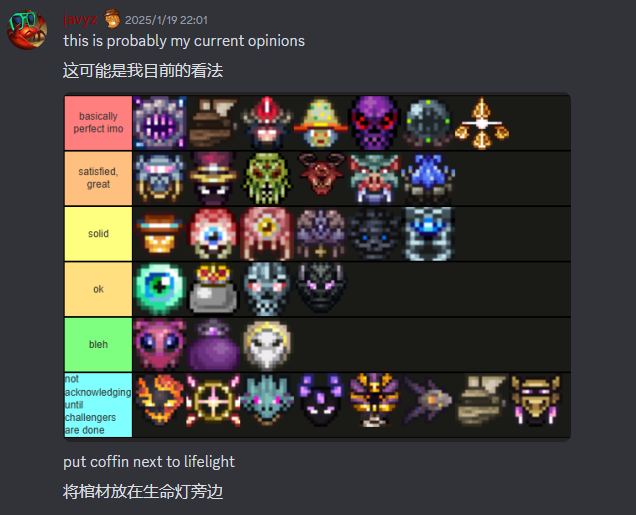 javyz 2025/1/19 22:01
this is probably my current opinions
这可能是我目前的看法
basically
perfect imo
satisfied,
great
solid
ok
bleh
not
acknowledging
until
challengers
are done
put coffin next to lifelight
将棺材放在生命灯旁边